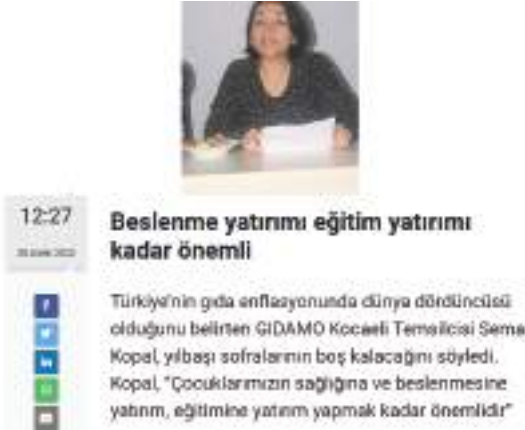 12:27
Beslenme yatırımı eğitim yatırımı
kadar önemli
Türkiye'nin gıda enflasyonunda dünya dördüncüsü
olduğunu belirten GIDAMO Kocaeli Temsilcisi Sema
Kopal, yılbaşı sofralarının boş kalacağını söyledi.
Kopal, "Çocuklarımızın sağlığına ve beslenmesine
yatırım, eğitimine yatırım yapmak kadar önemlidir"